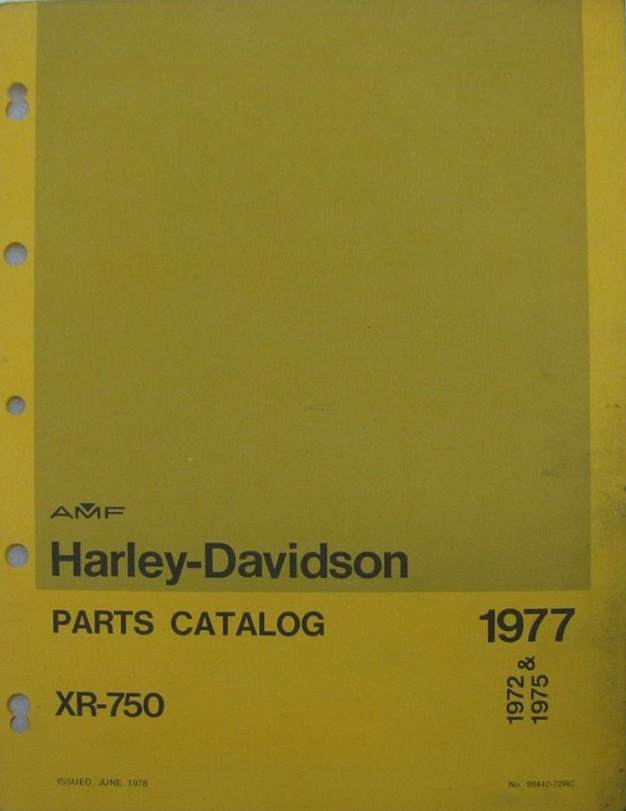 AMF
Harley-Davidson
PARTS CATALOG
1977
1972 &
1975
XR-750
ISSUED JUNE 1978
No. 99442-72RC